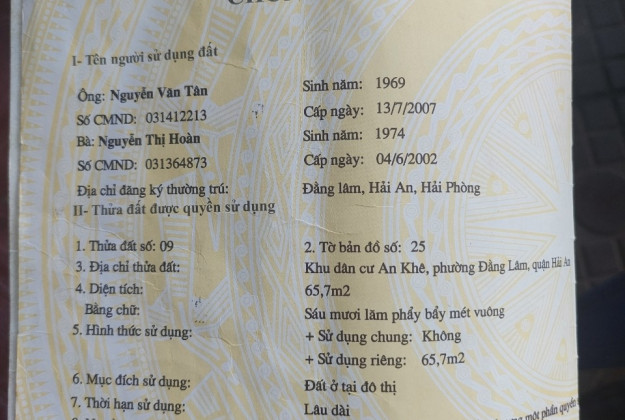 I- Tên người sử dụng đất
Ông: Nguyễn Văn Tân Sinh năm: 1969
Số CMND: 031412213 Cấp ngày: 13/7/2007
Bà: Nguyễn Thị Hoàn Sinh năm: 1974
Số CMND: 031364873 Cấp ngày: 04/6/2002
Địa chỉ đăng ký thường trú: Đằng lâm, Hải An, Hải Phòng
II- Thửa đất được quyền sử dụng
1. Thửa đất số: 09 2. Tờ bản đồ số: 25
3. Địa chỉ thửa đất: Khu dân cư An Khê, phường Đằng Lâm, quận Hải An
4. Diện tích: 65,7m2
Bằng chữ: Sáu mươi lăm phẩy bẩy mét vuông
5. Hình thức sử dụng: + Sử dụng chung: Không
+ Sử dụng riêng: 65,7m2
6. Mục đích sử dụng: Đất ở tại đô thị
7. Thời hạn sử dụng: Lâu dài
một phần quyền